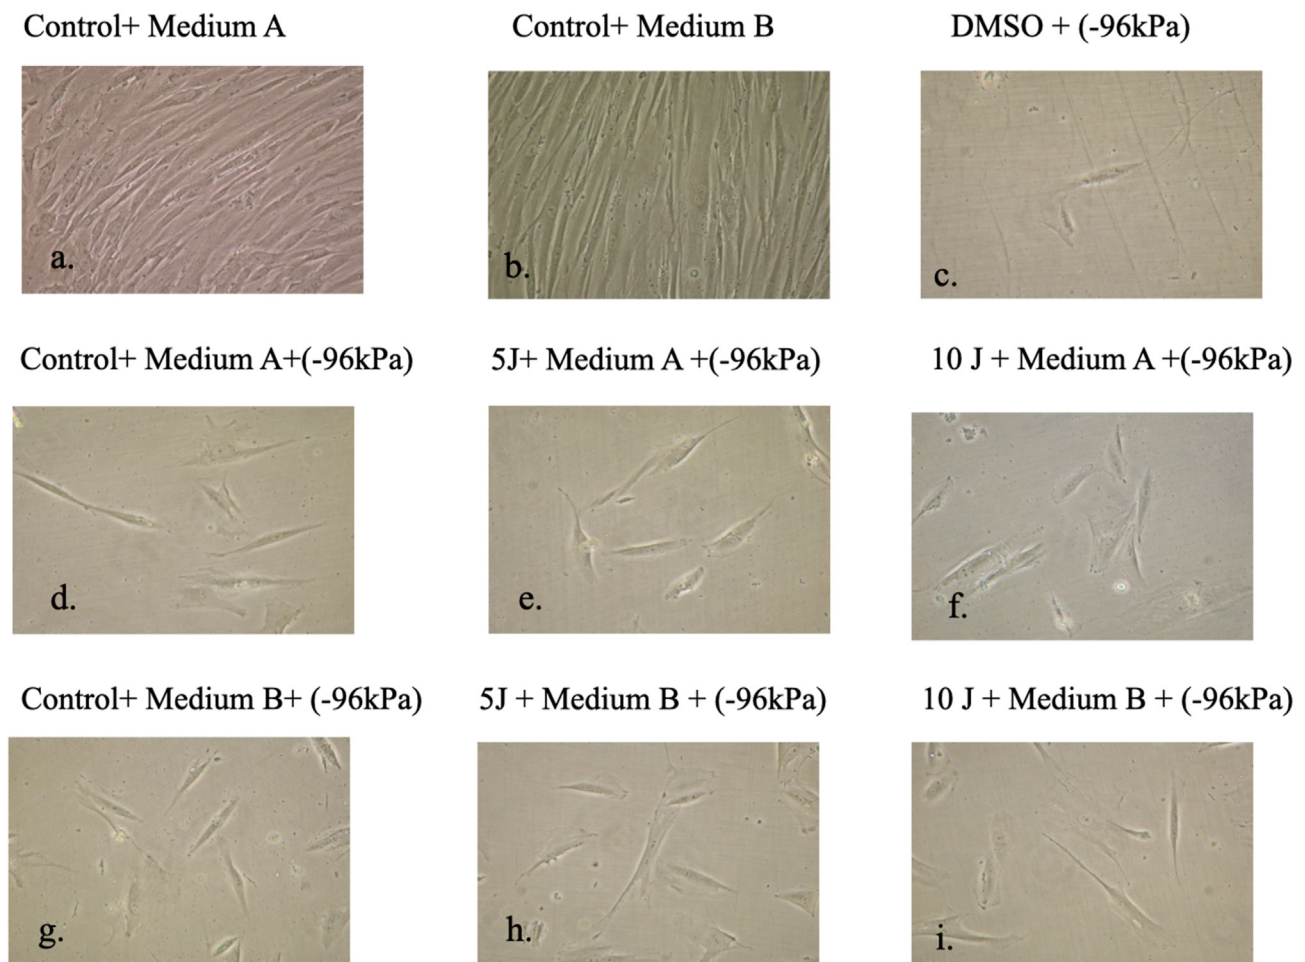 Control+ Medium A
Control+ Medium B
DMSO + (-96kPa)
a.
b.
c.
Control+ Medium A+(-96kPa)
5J+ Medium A +(-96kPa)
10 J + Medium A +(-96kPa)
d.
e.
f.
Control+ Medium B+ (-96kPa)
5J + Medium B + (-96kPa)
10 J + Medium B + (-96kPa)
g.
h.
i.